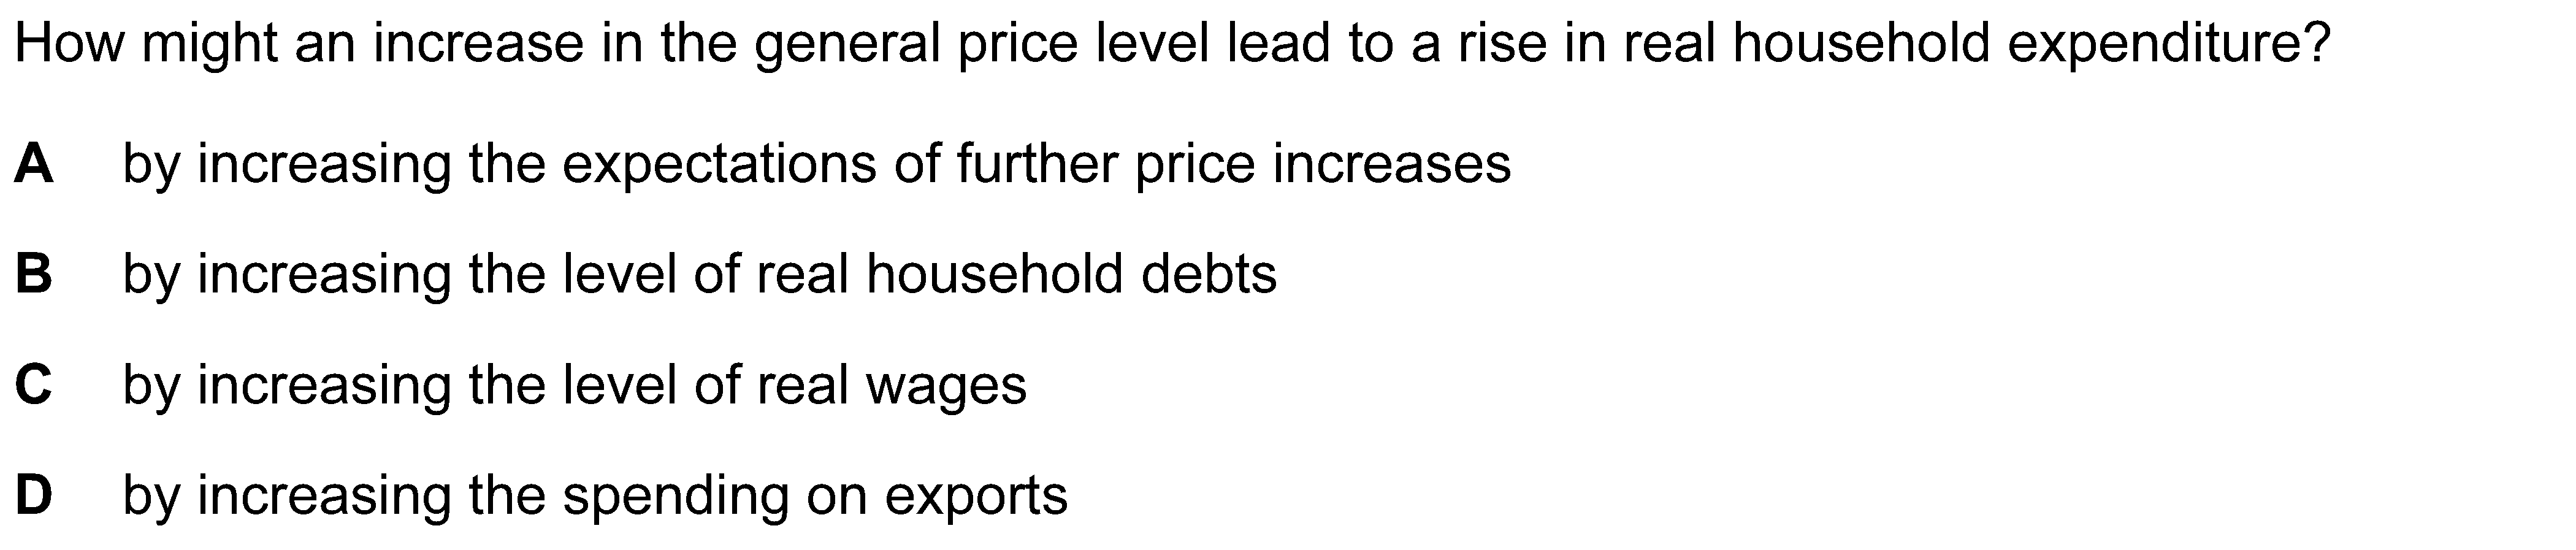 How might an increase in the general price level lead to a rise in real household expenditure?
A by increasing the expectations of further price increases
B by increasing the level of real household debts
C by increasing the level of real wages
D by increasing the spending on exports